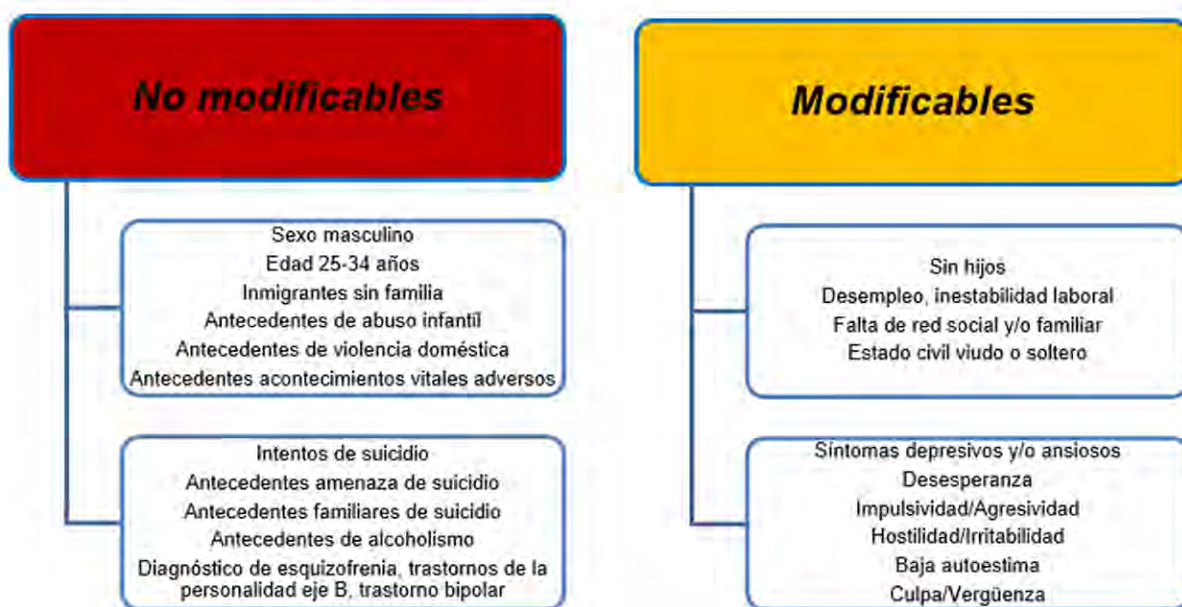 No modificables
Sexo masculino
Edad 25-34 años
Inmigrantes sin familia
Antecedentes de abuso infantil
Antecedentes de violencia doméstica
Antecedentes acontecimientos vitales adversos
Intentos de suicidio
Antecedentes amenaza de suicidio
Antecedentes familiares de suicidio
Antecedentes de alcoholismo
Diagnóstico de esquizofrenia, trastornos de la
personalidad eje B, trastorno bipolar
Modificables
Sin hijos
Desempleo, inestabilidad laboral
Falta de red social y/o familiar
Estado civil viudo o soltero
Síntomas depresivos y/o ansiosos
Desesperanza
Impulsividad/Agresividad
Hostilidad/Irritabilidad
Baja autoestima
Culpa/Vergüenza